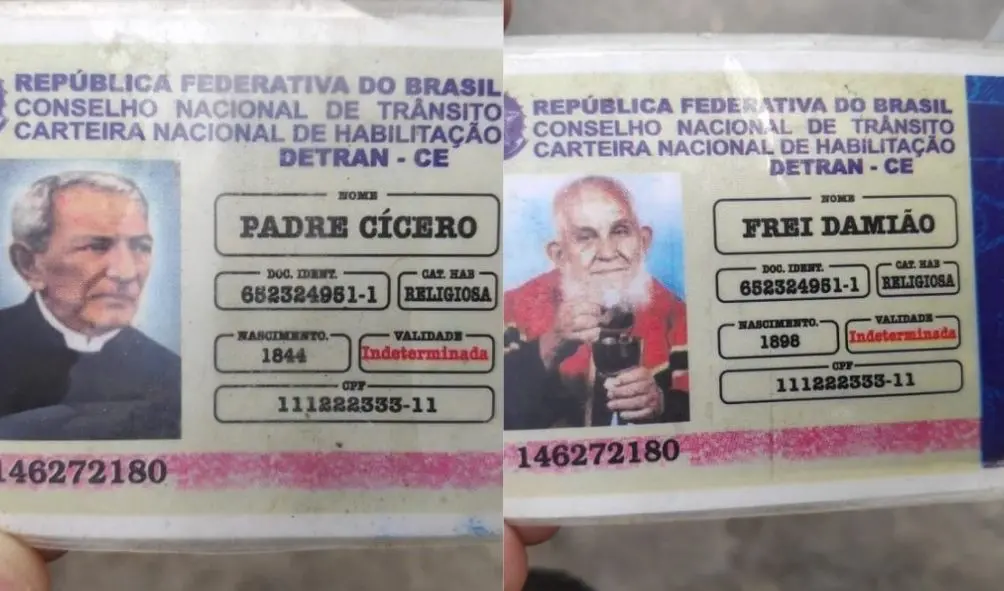 REPÚBLICA FEDERATIVA DO BRASIL
CONSELHO NACIONAL DE TRÂNSITO
CARTEIRA NACIONAL DE HABILITAÇÃO
DETRAN - CE
NOME
PADRE CÍCERO
DOC. IDENT.
652324951-1
CAT. HAB
RELIGIOSA
NASCIMENTO.
1844
VALIDADE
Indeterminada
CPF
111222333-11
146272180
REPÚBLICA FEDERATIVA DO BRASIL
CONSELHO NACIONAL DE TRÂNSITO
CARTEIRA NACIONAL DE HABILITAÇÃO
DETRAN - CE
NOME
FREI DAMIÃO
DOC. IDENT.
652324951-1
CAT. HAB
RELIGIOSA
NASCIMENTO.
1898
VALIDADE
Indeterminada
CPF
111222333-11
146272180